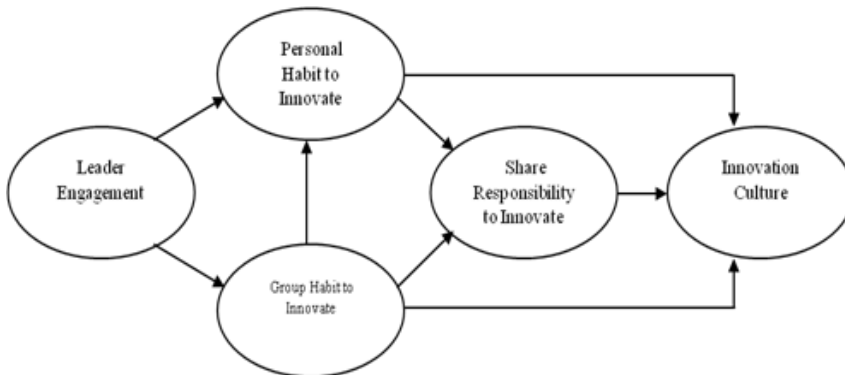 Personal
Habit to
Innovate
Leader
Engagement
Share
Responsibility
to Innovate
Innovation
Culture
Group Habit to
Innovate